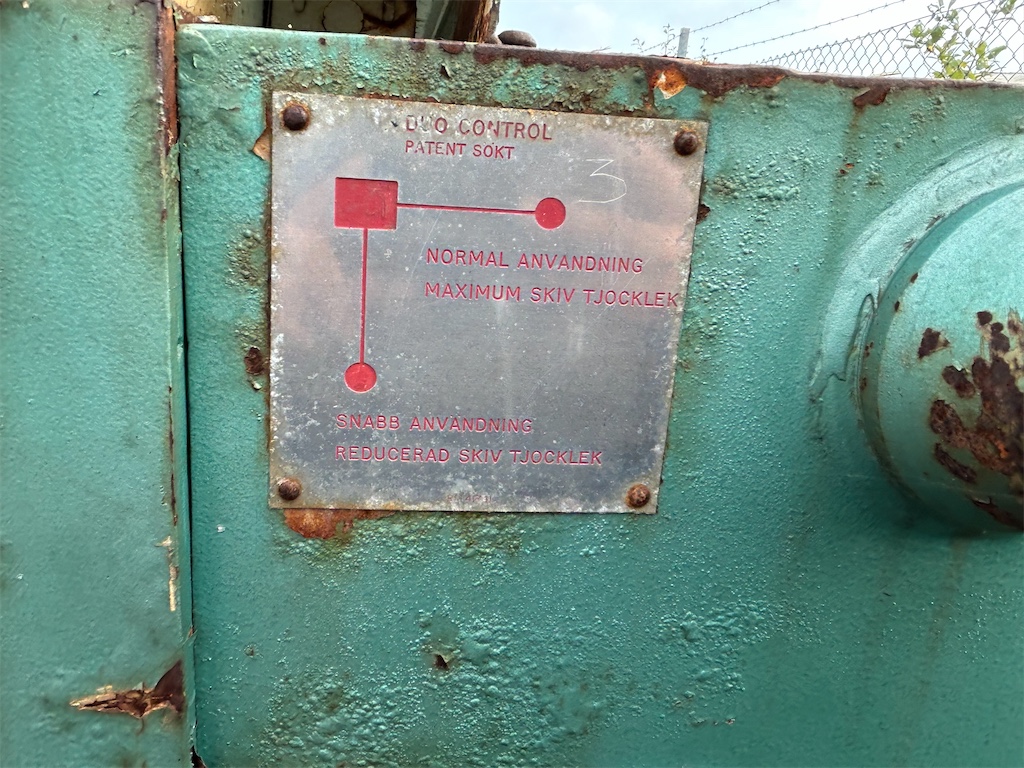 DUO CONTROL
PATENT SÖKT
3
NORMAL ANVÄNDNING
MAXIMUM SKIV TJOCKLEK
SNABB ANVÄNDNING
REDUCERAD SKIV TJOCKLEK